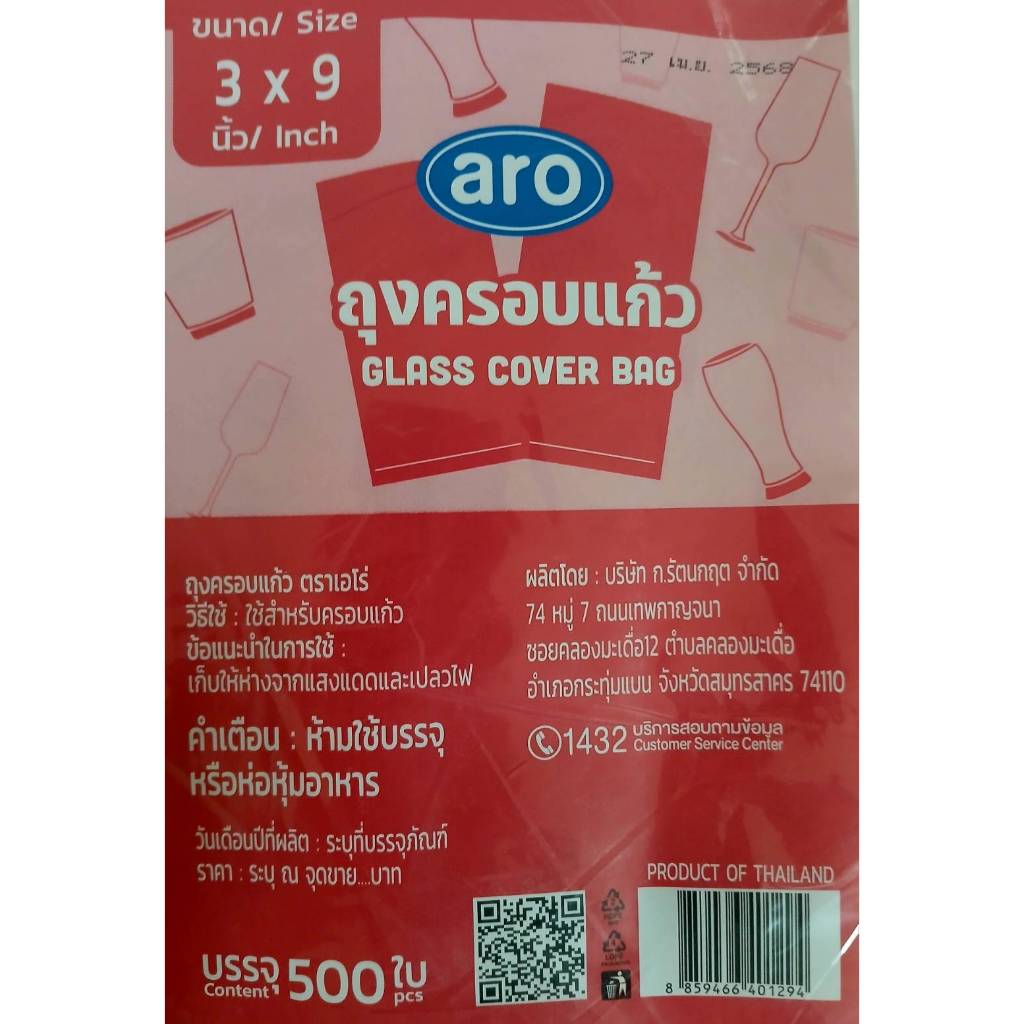 ขนาด/ Size
3 x 9
นิ้ว/ Inch
27 เม.ย. 2568
aro
ถุงครอบแก้ว
GLASS COVER BAG
ถุงครอบแก้ว ตราเอโร่
วิธีใช้ : ใช้สำหรับครอบแก้ว
ข้อแนะนำในการใช้ :
เก็บให้ห่างจากแสงแดดและเปลวไฟ
คำเตือน : ห้ามใช้บรรจุ
หรือห่อหุ้มอาหาร
วันเดือนปีที่ผลิต : ระบุที่บรรจุภัณฑ์
ราคา : ระบุ ณ จุดขาย....บาท
บรรจุ 500 ใบ
Content pcs
ผลิตโดย : บริษัท ก.รัตนกฤต จำกัด
74 หมู่ 7 ถนนเทพกาญจนา
ซอยคลองมะเดื่อ12 ตำบลคลองมะเดื่อ
อำเภอกระทุ่มแบน จังหวัดสมุทรสาคร 74110
1432 บริการสอบถามข้อมูล
Customer Service Center
PRODUCT OF THAILAND
8 859466 401294